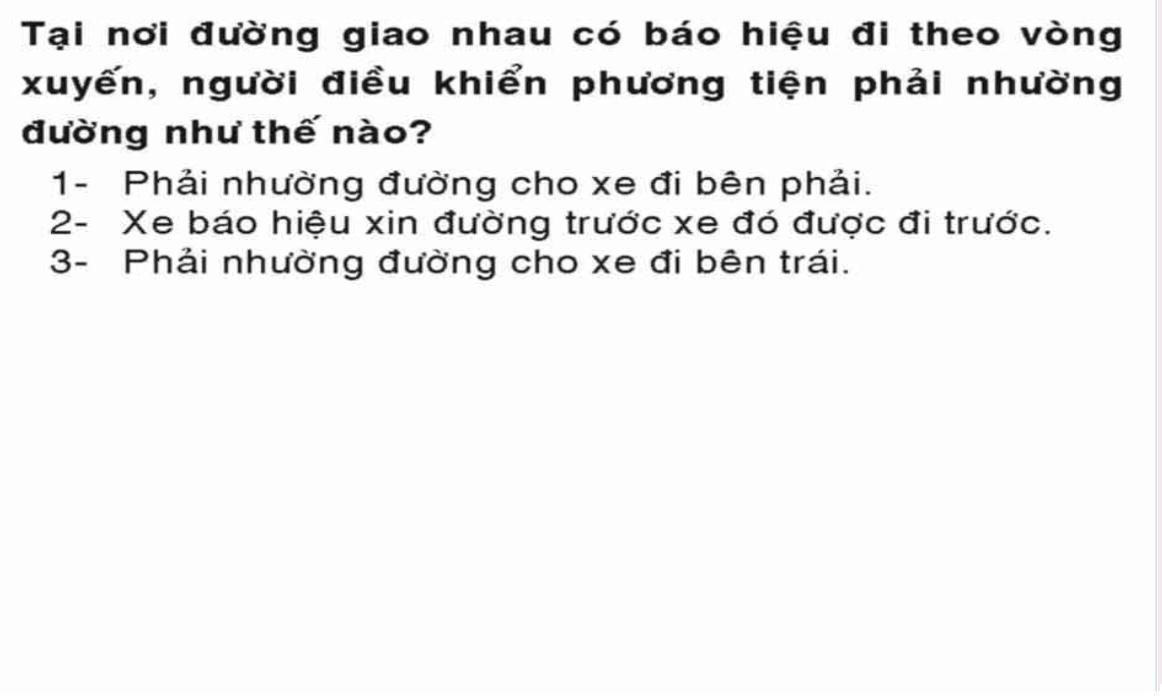 Tại nơi đường giao nhau có báo hiệu đi theo vòng
xuyến, người điều khiển phương tiện phải nhường
đường như thế nào?
1- Phải nhường đường cho xe đi bên phải.
2- Xe báo hiệu xin đường trước xe đó được đi trước.
3- Phải nhường đường cho xe đi bên trái.